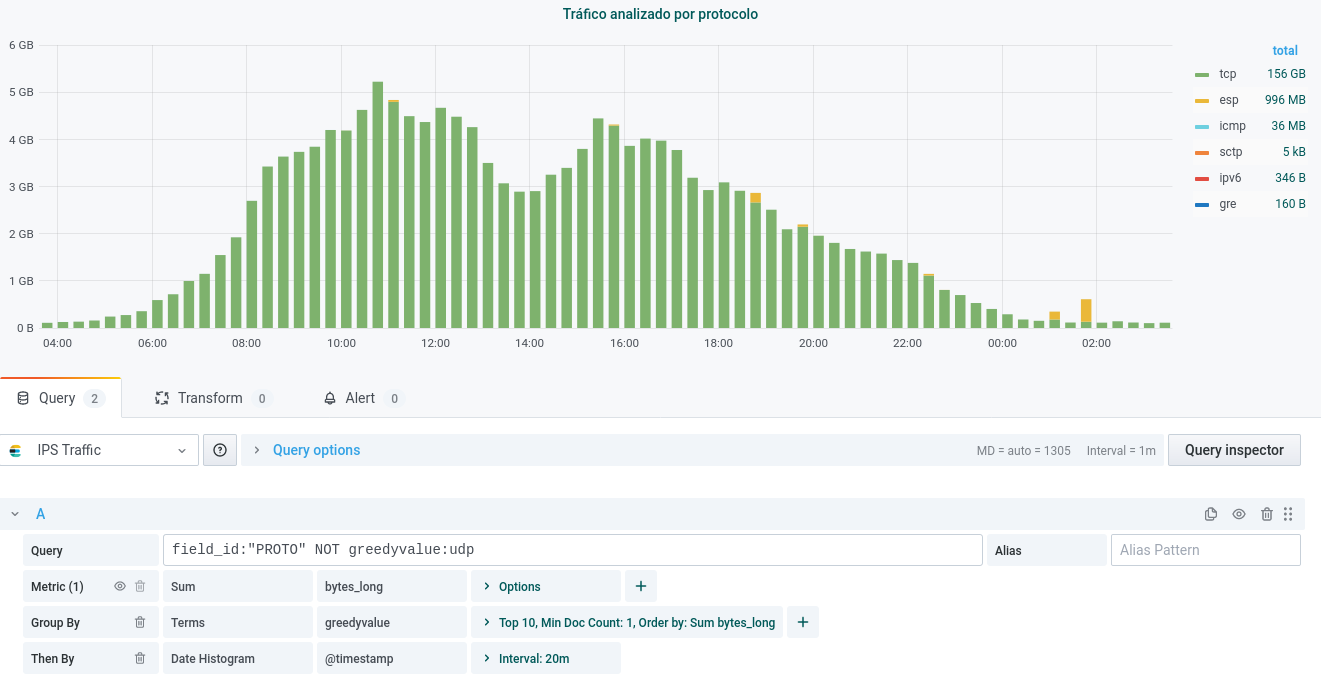 Tráfico analizado por protocolo
total
6 GB
5 GB
4 GB
3 GB
2 GB
1 GB
0 B
tcp 156 GB
esp 996 MB
icmp 36 MB
sctp 5 kB
ipv6 346 B
gre 160 B
04:00 06:00 08:00 10:00 12:00 14:00 16:00 18:00 20:00 22:00 00:00 02:00
Query 2 Transform 0 Alert 0
IPS Traffic Query options MD = auto = 1305 Interval = 1m Query inspector
A
Query field_id:"PROTO" NOT greedyvalue:udp Alias Alias Pattern
Metric (1) Sum bytes_long Options
Group By Terms greedyvalue Top 10, Min Doc Count: 1, Order by: Sum bytes_long
Then By Date Histogram @timestamp Interval: 20m